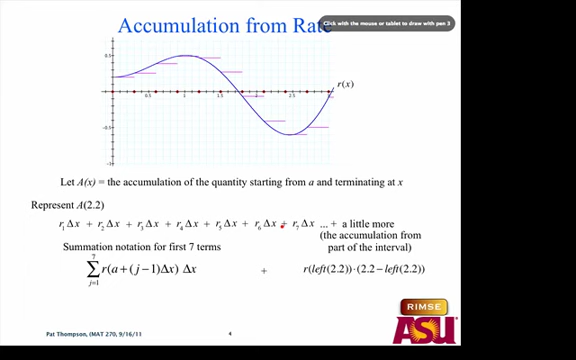 Accumulation from Rate
Click with the mouse or tablet to draw with pen 3
0.5
r(x)
0.5 1 1.5 2 2.5
-0.5
-1
Let A(x) = the accumulation of the quantity starting from a and terminating at x
Represent A(2.2)
r₁Δx + r₂Δx + r₃Δx + r₄Δx + r₅Δx + r₆Δx + r₇Δx ... + a little more
(the accumulation from
part of the interval)
Summation notation for first 7 terms
7
∑ r(a+(j−1)Δx) Δx + r(left(2.2))·(2.2−left(2.2))
j=1
RIMSE
ASU
Pat Thompson, (MAT 270, 9/16/11
4